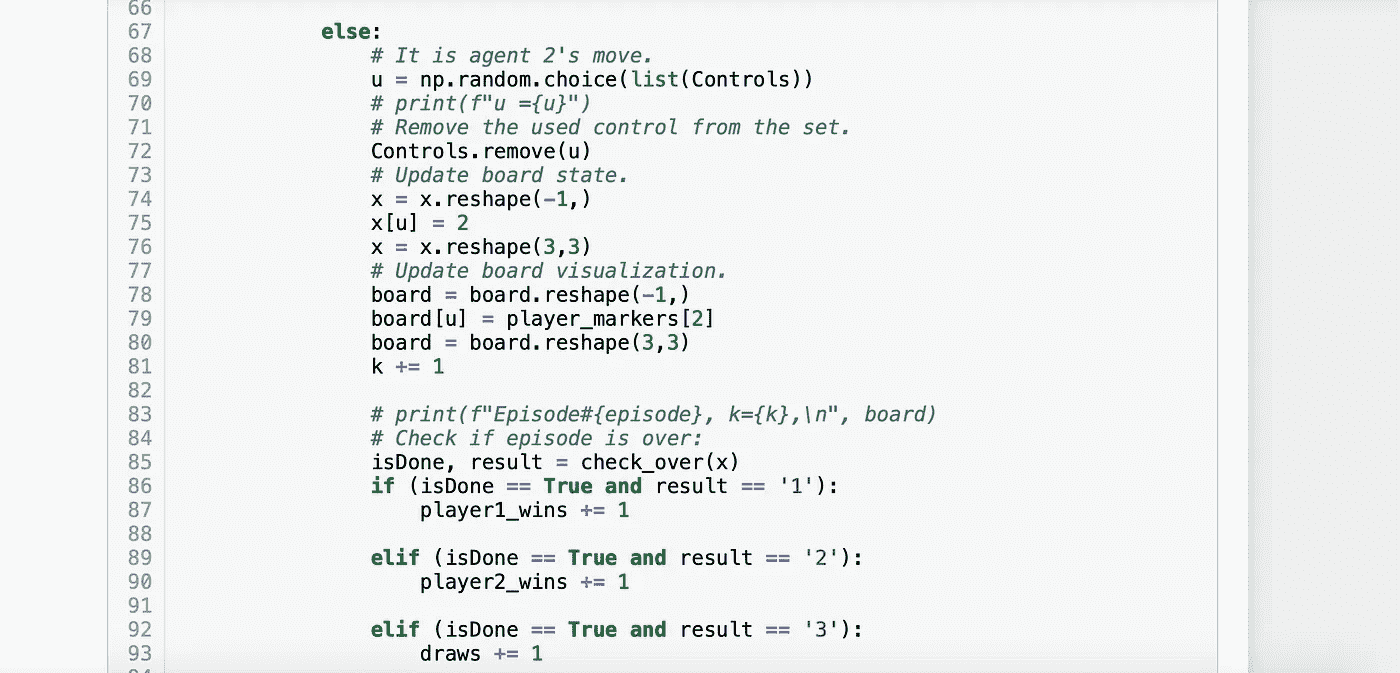 66
67 else:
68 # It is agent 2's move.
69 u = np.random.choice(list(Controls))
70 # print(f"u ={u}")
71 # Remove the used control from the set.
72 Controls.remove(u)
73 # Update board state.
74 x = x.reshape(-1,)
75 x[u] = 2
76 x = x.reshape(3,3)
77 # Update board visualization.
78 board = board.reshape(-1,)
79 board[u] = player_markers[2]
80 board = board.reshape(3,3)
81 k += 1
82
83 # print(f"Episode#{episode}, k={k},\n", board)
84 # Check if episode is over:
85 isDone, result = check_over(x)
86 if (isDone == True and result == '1'):
87 player1_wins += 1
88
89 elif (isDone == True and result == '2'):
90 player2_wins += 1
91
92 elif (isDone == True and result == '3'):
93 draws += 1